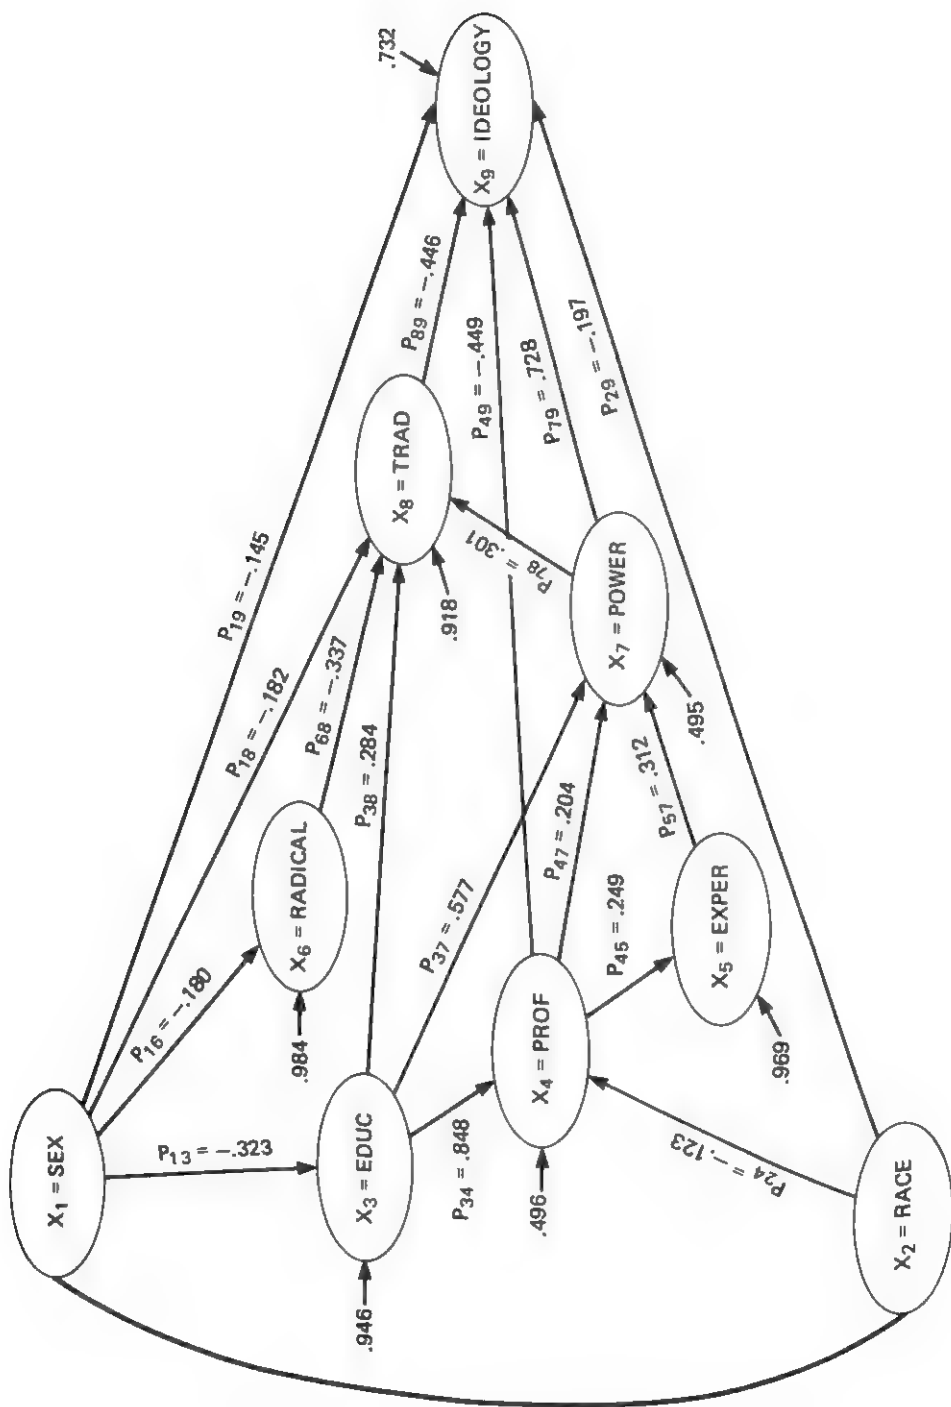 X₁ = SEX
P₁₉ = −.145
P₁₈ = −.182
P₁₆ = −.180
P₁₃ = −.323
.984
X₆ = RADICAL
P₆₈ = −.337
.946
X₃ = EDUC
P₃₈ = .284
P₃₇ = .577
P₃₄ = .848
.918
X₈ = TRAD
P₈₉ = −.446
.496
X₄ = PROF
P₄₉ = −.449
P₄₇ = .204
P₄₅ = .249
P₇₈ = .301
.969
X₅ = EXPER
P₅₇ = .312
.495
X₇ = POWER
P₇₉ = .728
P₂₄ = −.123
X₂ = RACE
P₂₉ = −.197
.732
X₉ = IDEOLOGY